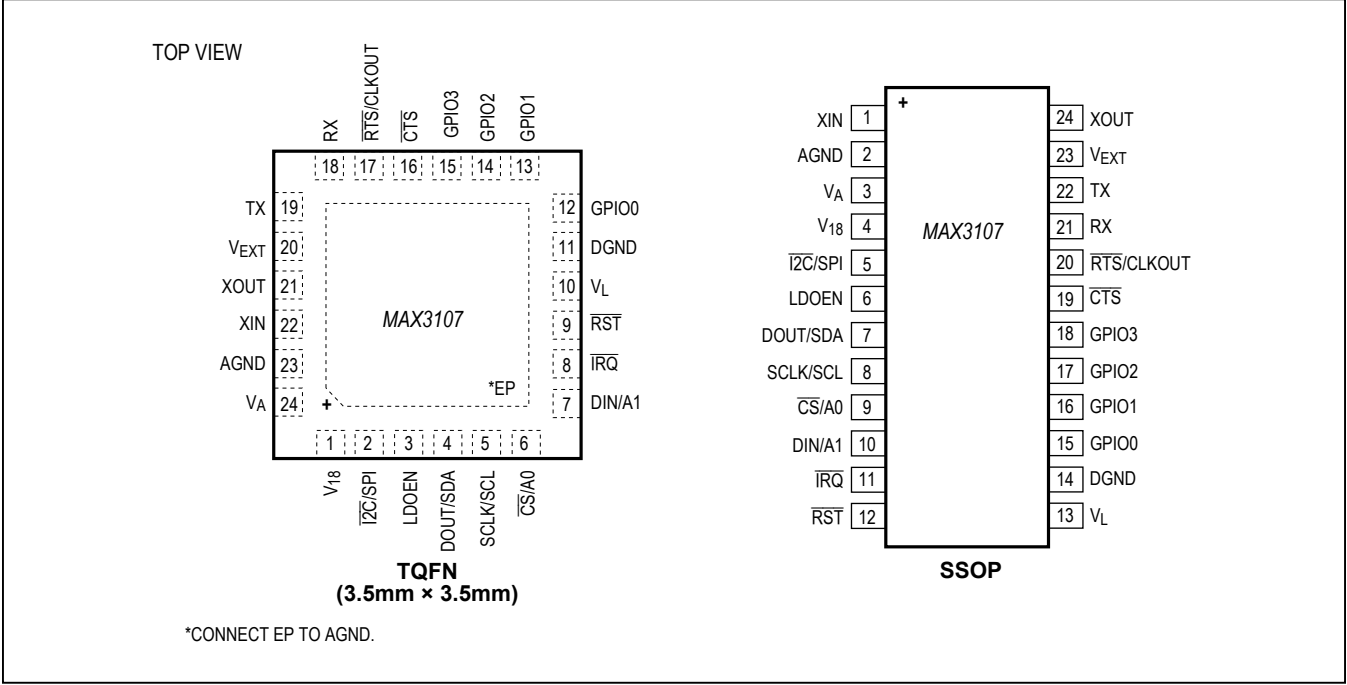 TOP VIEW
RX
RTS/CLKOUT
CTS
GPIO3
GPIO2
GPIO1
18 17 16 15 14 13
TX 19
VEXT 20
XOUT 21
XIN 22
AGND 23
VA 24
12 GPIO0
11 DGND
10 VL
9 RST
8 IRQ
7 DIN/A1
MAX3107
*EP
+
1 2 3 4 5 6
V18
I2C/SPI
LDOEN
DOUT/SDA
SCLK/SCL
CS/A0
TQFN
(3.5mm × 3.5mm)
*CONNECT EP TO AGND.
+
MAX3107
XIN 1
AGND 2
VA 3
V18 4
I2C/SPI 5
LDOEN 6
DOUT/SDA 7
SCLK/SCL 8
CS/A0 9
DIN/A1 10
IRQ 11
RST 12
24 XOUT
23 VEXT
22 TX
21 RX
20 RTS/CLKOUT
19 CTS
18 GPIO3
17 GPIO2
16 GPIO1
15 GPIO0
14 DGND
13 VL
SSOP